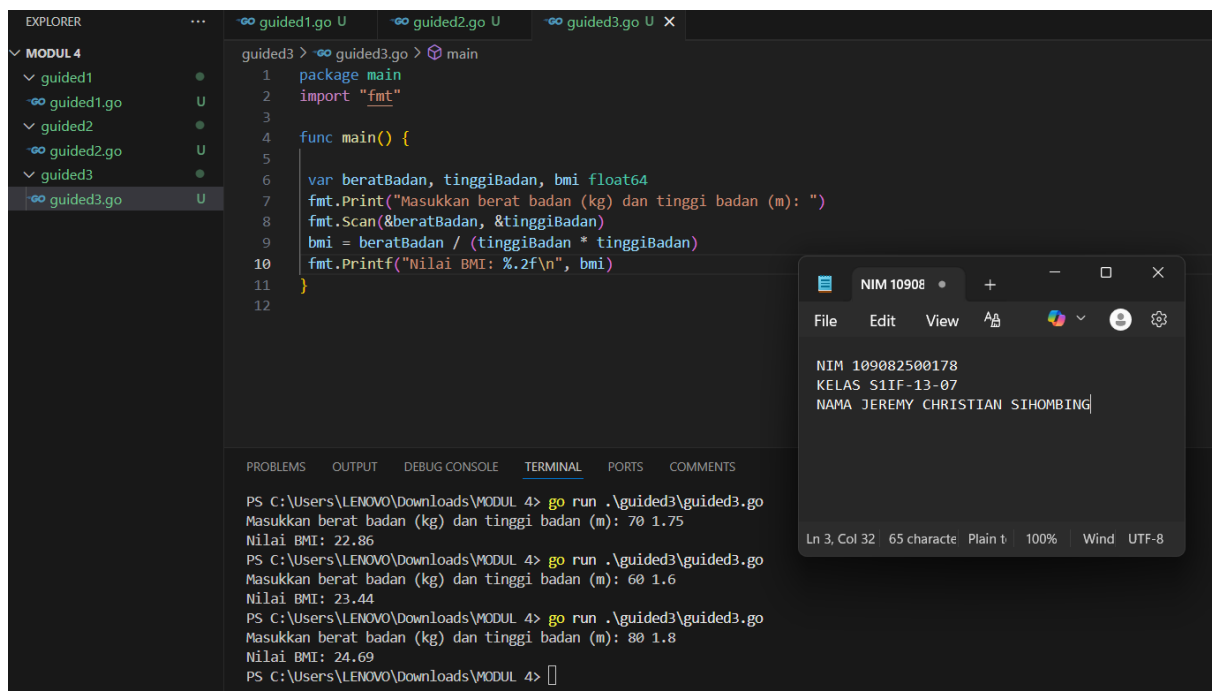 EXPLORER ...
MODUL 4
guided1
guided1.go U
guided2
guided2.go U
guided3
guided3.go U
guided1.go U guided2.go U guided3.go U
guided3 > guided3.go > main
1 package main
2 import "fmt"
3
4 func main() {
5
6 var beratBadan, tinggiBadan, bmi float64
7 fmt.Print("Masukkan berat badan (kg) dan tinggi badan (m): ")
8 fmt.Scan(&beratBadan, &tinggiBadan)
9 bmi = beratBadan / (tinggiBadan * tinggiBadan)
10 fmt.Printf("Nilai BMI: %.2f\n", bmi)
11 }
12
NIM 10908
File Edit View
NIM 109082500178
KELAS S1IF-13-07
NAMA JEREMY CHRISTIAN SIHOMBING
Ln 3, Col 32 65 characte Plain t 100% Wind UTF-8
PROBLEMS OUTPUT DEBUG CONSOLE TERMINAL PORTS COMMENTS
PS C:\Users\LENOVO\Downloads\MODUL 4> go run .\guided3\guided3.go
Masukkan berat badan (kg) dan tinggi badan (m): 70 1.75
Nilai BMI: 22.86
PS C:\Users\LENOVO\Downloads\MODUL 4> go run .\guided3\guided3.go
Masukkan berat badan (kg) dan tinggi badan (m): 60 1.6
Nilai BMI: 23.44
PS C:\Users\LENOVO\Downloads\MODUL 4> go run .\guided3\guided3.go
Masukkan berat badan (kg) dan tinggi badan (m): 80 1.8
Nilai BMI: 24.69
PS C:\Users\LENOVO\Downloads\MODUL 4>